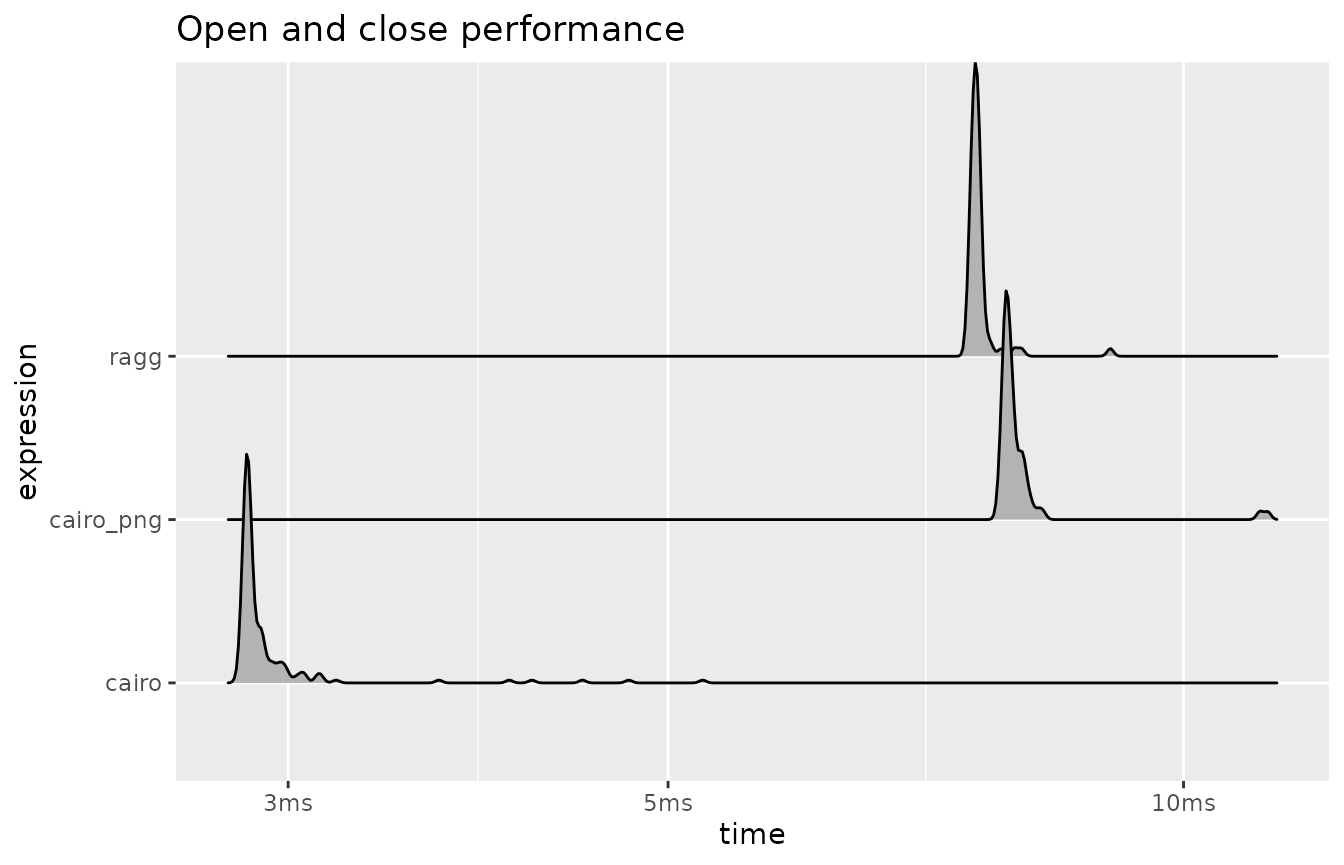 Open and close performance
expression
ragg
cairo_png
cairo
3ms 5ms 10ms
time